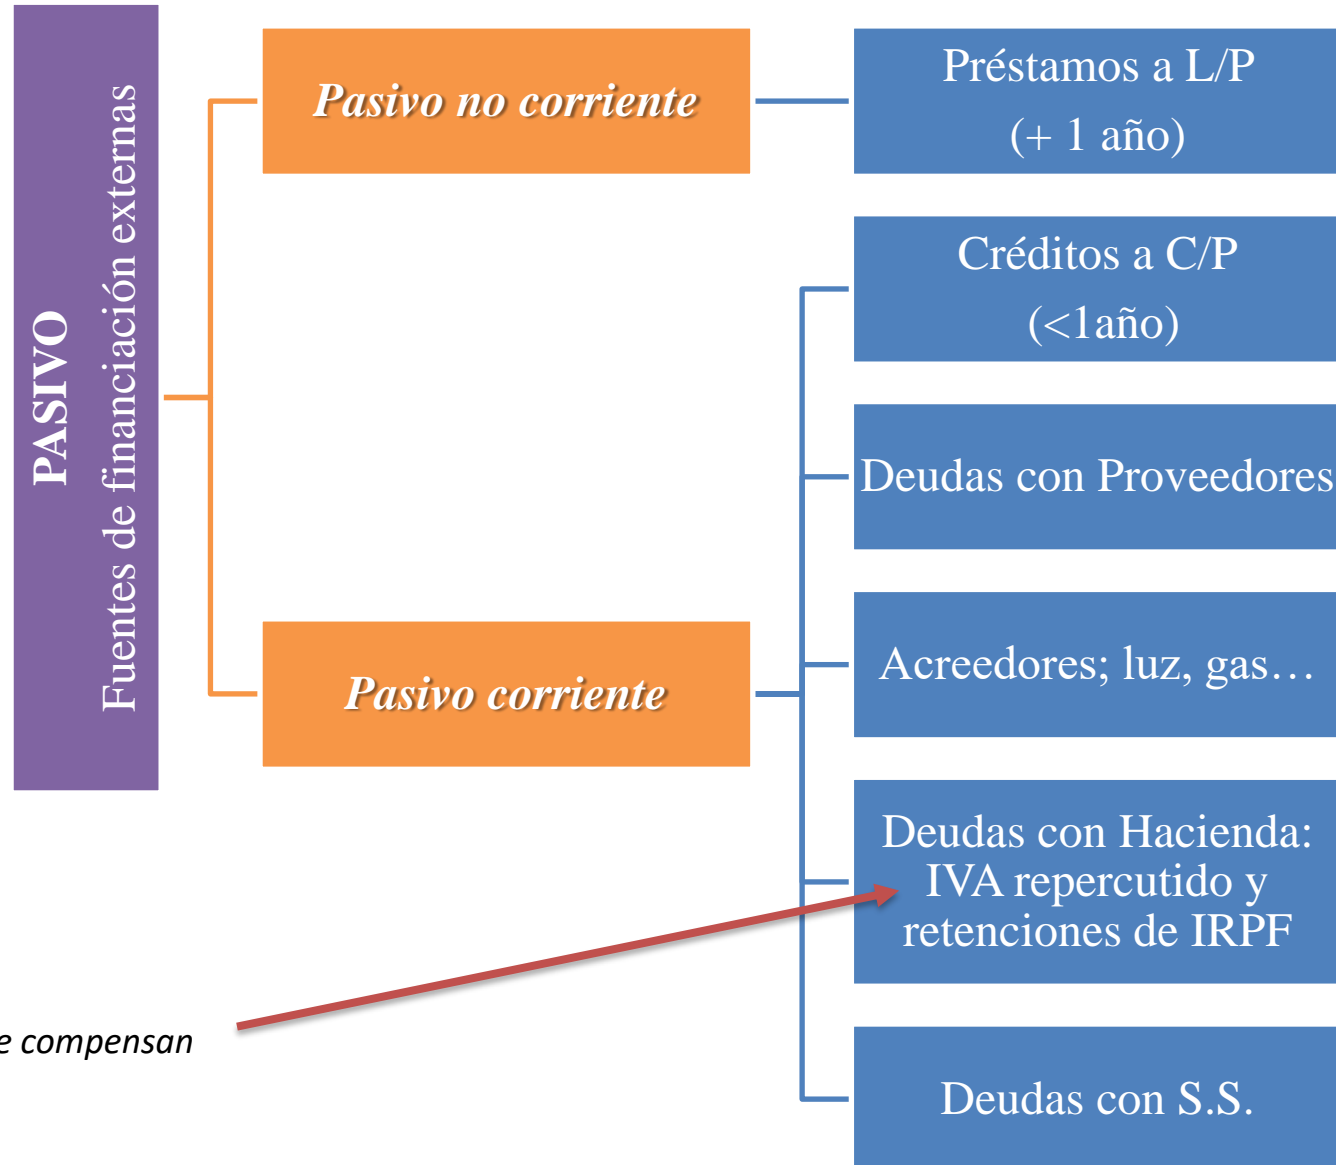 PASIVO
Fuentes de financiación externas
Pasivo no corriente
Préstamos a L/P
(+ 1 año)
Pasivo corriente
Créditos a C/P
(<1año)
Deudas con Proveedores
Acreedores; luz, gas…
Deudas con Hacienda:
IVA repercutido y
retenciones de IRPF
Deudas con S.S.
e compensan